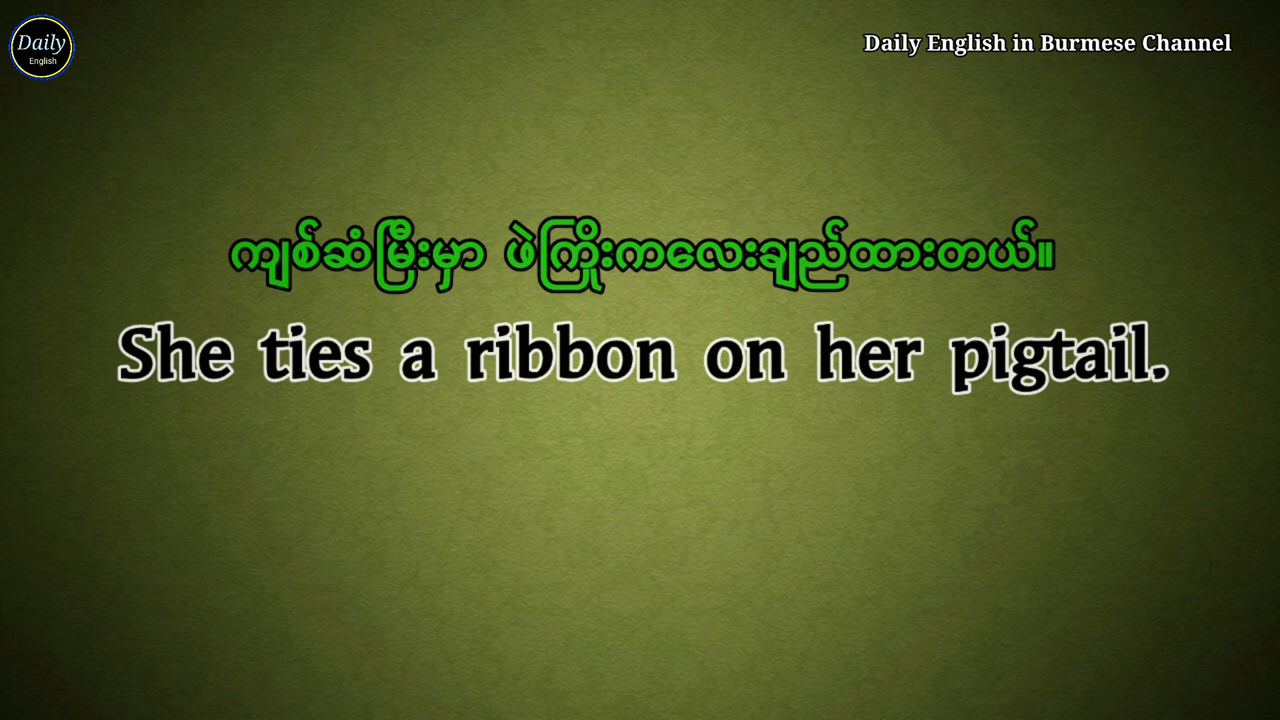 Daily
English
Daily English in Burmese Channel
ကျစ်ဆံမြီးမှာ ဖဲကြိုးကလေးချည်ထားတယ်။
She ties a ribbon on her pigtail.